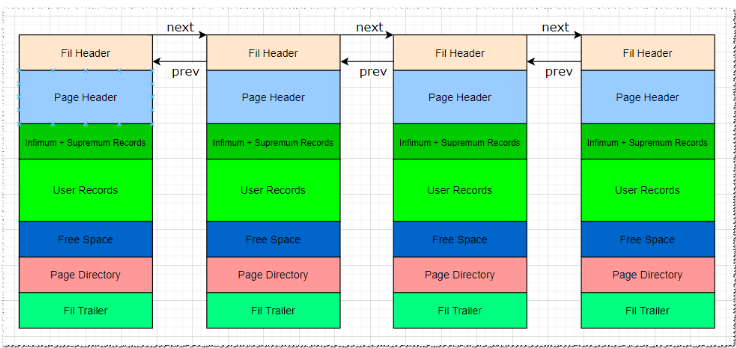 next next next
prev prev prev
Fil Header Fil Header Fil Header Fil Header
Page Header Page Header Page Header Page Header
Infimum + Supremum Records Infimum + Supremum Records Infimum + Supremum Records Infimum + Supremum Records
User Records User Records User Records User Records
Free Space Free Space Free Space Free Space
Page Directory Page Directory Page Directory Page Directory
Fil Trailer Fil Trailer Fil Trailer Fil Trailer